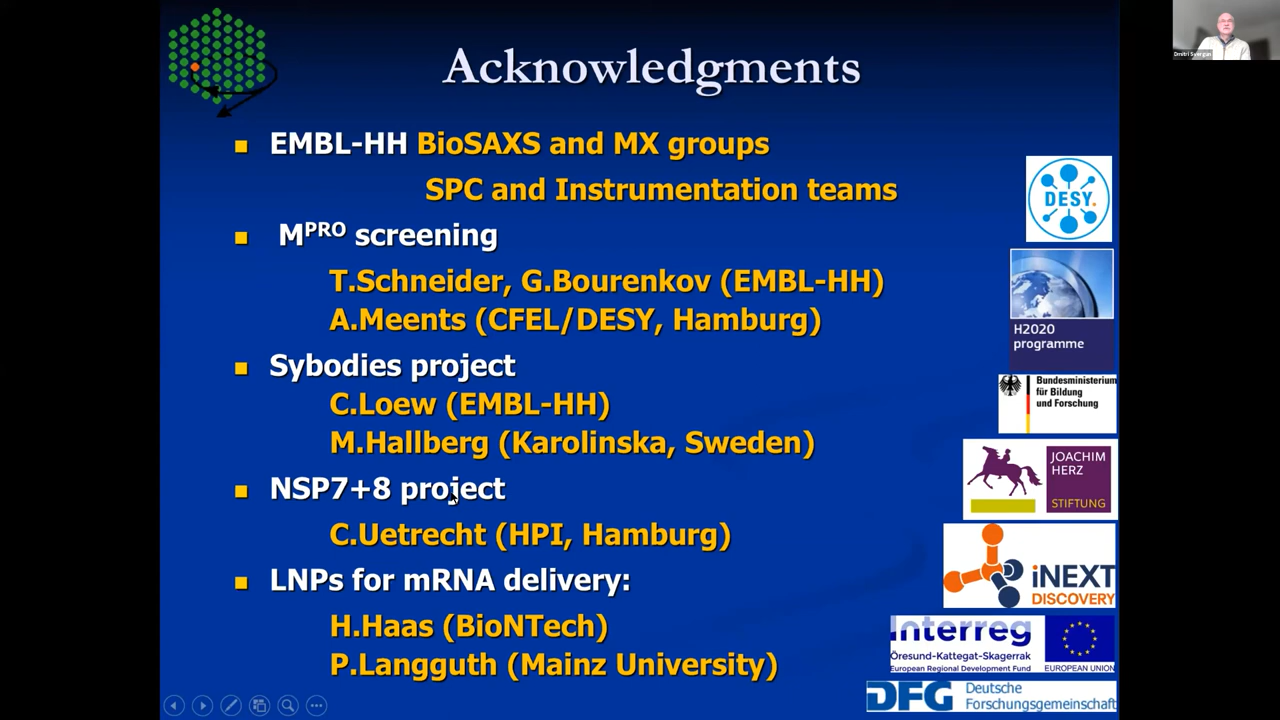 Acknowledgments
Dmitri Svergun
EMBL-HH BioSAXS and MX groups
SPC and Instrumentation teams
MPRO screening
T.Schneider, G.Bourenkov (EMBL-HH)
A.Meents (CFEL/DESY, Hamburg)
Sybodies project
C.Loew (EMBL-HH)
M.Hallberg (Karolinska, Sweden)
NSP7+8 project
C.Uetrecht (HPI, Hamburg)
LNPs for mRNA delivery:
H.Haas (BioNTech)
P.Langguth (Mainz University)
DESY.
H2020
programme
Bundesministerium
für Bildung
und Forschung
JOACHIM
HERZ
STIFTUNG
iNEXT
DISCOVERY
Interreg
Öresund-Kattegat-Skagerrak
European Regional Development Fund
EUROPEAN UNION
DFG Deutsche
Forschungsgemeinschaft